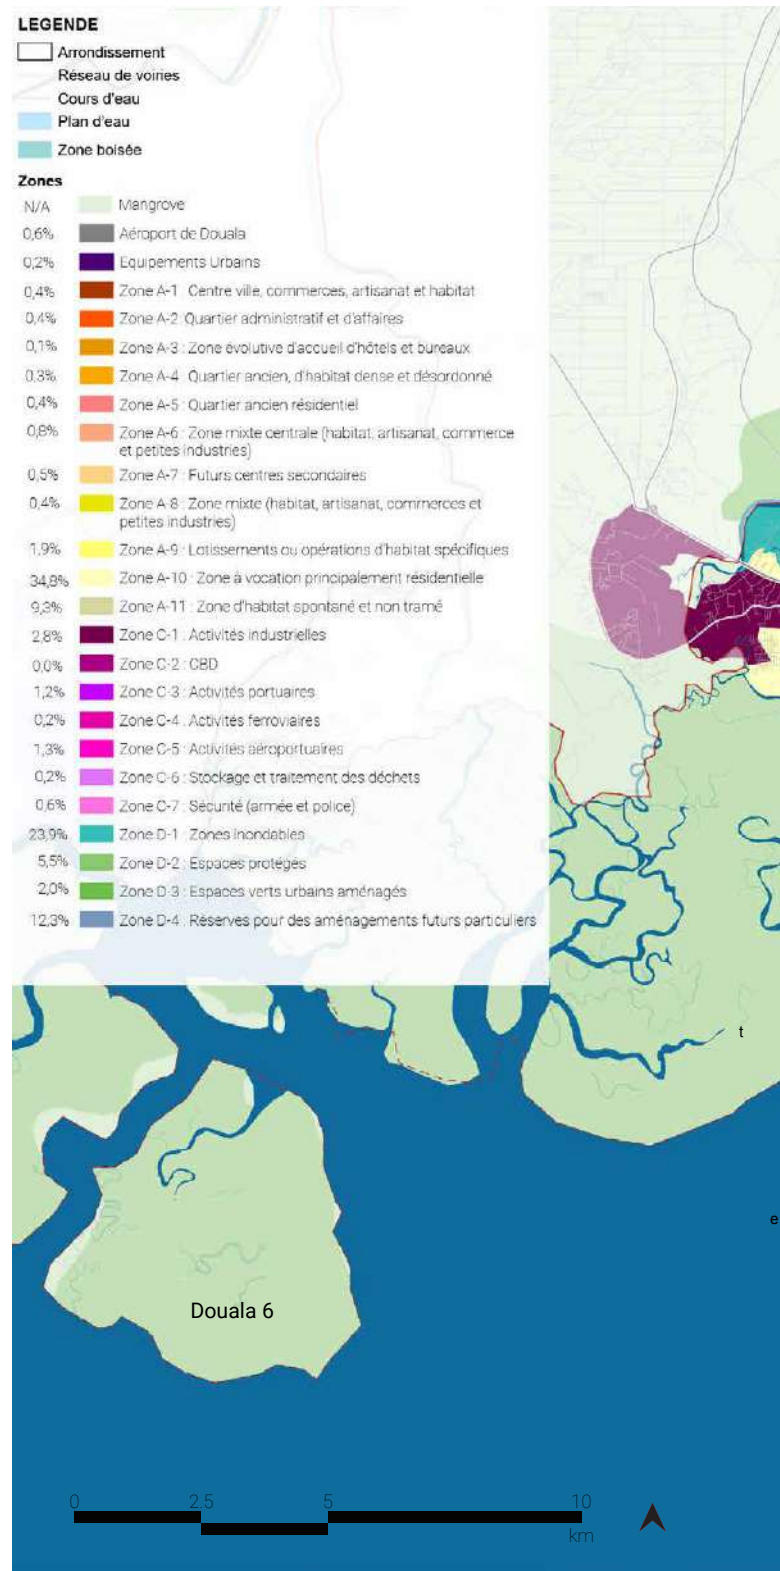 LEGENDE
Arrondissement
Réseau de voiries
Cours d'eau
Plan d'eau
Zone boisée
Zones
N/A Mangrove
0,6% Aéroport de Douala
0,2% Equipements Urbains
0,4% Zone A-1 : Centre ville, commerces, artisanat et habitat
0,4% Zone A-2: Quartier administratif et d'affaires
0,1% Zone A-3 : Zone évolutive d'accueil d'hôtels et bureaux
0,3% Zone A-4 : Quartier ancien, d'habitat dense et désordonné
0,4% Zone A-5 : Quartier ancien résidentiel
0,8% Zone A-6 : Zone mixte centrale (habitat, artisanat, commerce
et petites industries)
0,5% Zone A-7 : Futurs centres secondaires
0,4% Zone A-8 : Zone mixte (habitat, artisanat, commerces et
petites industries)
1,9% Zone A-9 : Lotissements ou opérations d'habitat spécifiques
34,8% Zone A-10 : Zone à vocation principalement résidentielle
9,3% Zone A-11 : Zone d'habitat spontané et non tramé
2,8% Zone C-1 : Activités industrielles
0,0% Zone C-2 : CBD
1,2% Zone C-3 : Activités portuaires
0,2% Zone C-4 : Activités ferroviaires
1,3% Zone C-5 : Activités aéroportuaires
0,2% Zone C-6 : Stockage et traitement des déchets
0,6% Zone C-7 : Sécurité (armée et police)
23,9% Zone D-1 : Zones inondables
5,5% Zone D-2 : Espaces protégés
2,0% Zone D-3 : Espaces verts urbains aménagés
12,3% Zone D-4 : Réserves pour des aménagements futurs particuliers
t
e
Douala 6
0 2.5 5 10
km